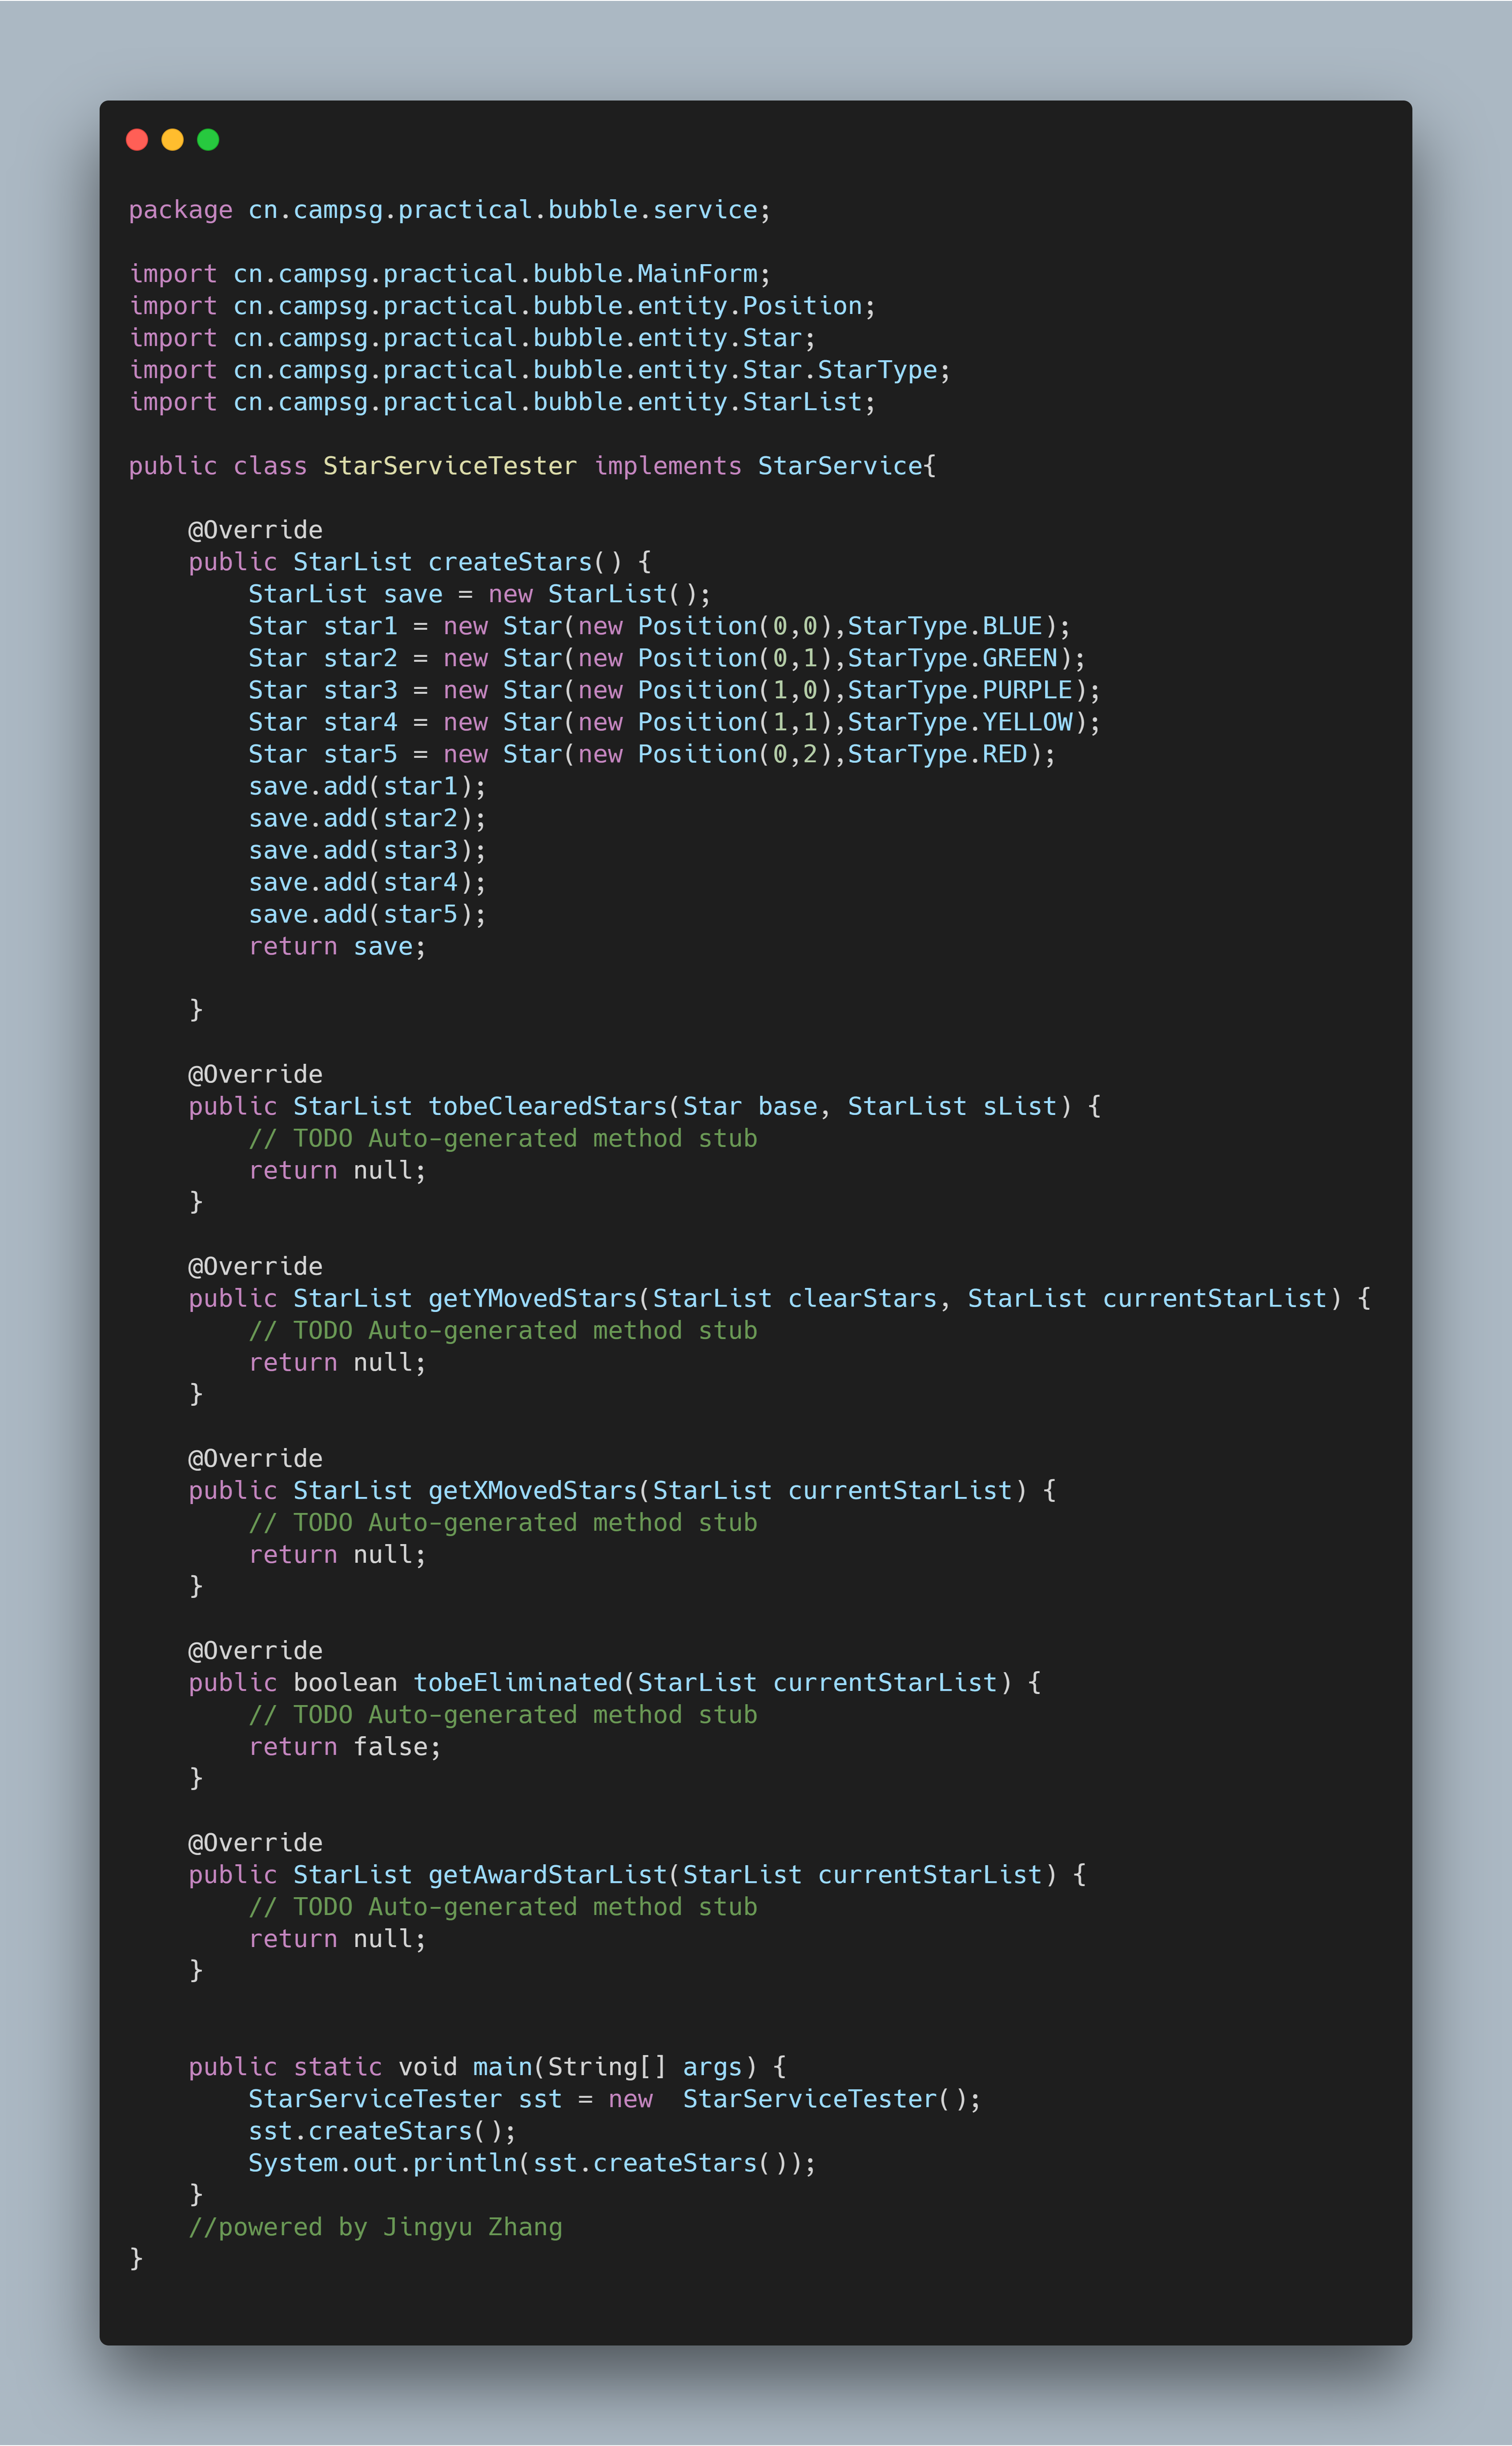 package cn.campsg.practical.bubble.service;

import cn.campsg.practical.bubble.MainForm;
import cn.campsg.practical.bubble.entity.Position;
import cn.campsg.practical.bubble.entity.Star;
import cn.campsg.practical.bubble.entity.Star.StarType;
import cn.campsg.practical.bubble.entity.StarList;

public class StarServiceTester implements StarService{

    @Override
    public StarList createStars() {
        StarList save = new StarList();
        Star star1 = new Star(new Position(0,0),StarType.BLUE);
        Star star2 = new Star(new Position(0,1),StarType.GREEN);
        Star star3 = new Star(new Position(1,0),StarType.PURPLE);
        Star star4 = new Star(new Position(1,1),StarType.YELLOW);
        Star star5 = new Star(new Position(0,2),StarType.RED);
        save.add(star1);
        save.add(star2);
        save.add(star3);
        save.add(star4);
        save.add(star5);
        return save;

    }

    @Override
    public StarList tobeClearedStars(Star base, StarList sList) {
        // TODO Auto-generated method stub
        return null;
    }

    @Override
    public StarList getYMovedStars(StarList clearStars, StarList currentStarList) {
        // TODO Auto-generated method stub
        return null;
    }

    @Override
    public StarList getXMovedStars(StarList currentStarList) {
        // TODO Auto-generated method stub
        return null;
    }

    @Override
    public boolean tobeEliminated(StarList currentStarList) {
        // TODO Auto-generated method stub
        return false;
    }

    @Override
    public StarList getAwardStarList(StarList currentStarList) {
        // TODO Auto-generated method stub
        return null;
    }


    public static void main(String[] args) {
        StarServiceTester sst = new  StarServiceTester();
        sst.createStars();
        System.out.println(sst.createStars());
    }
    //powered by Jingyu Zhang
}